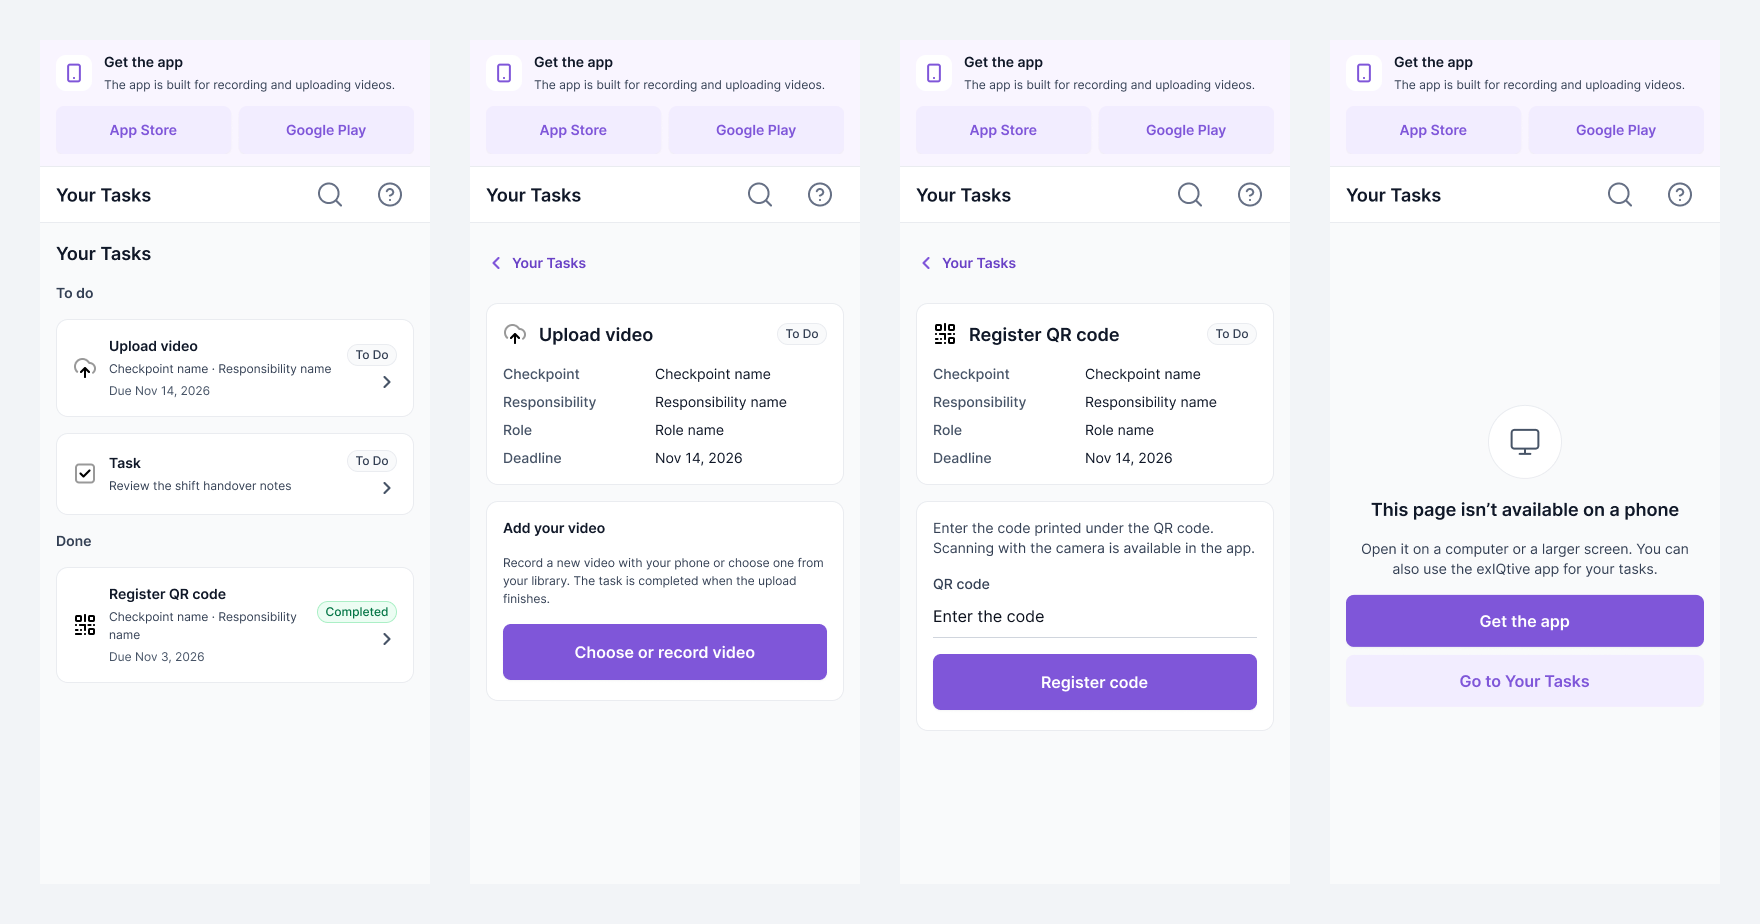 Get the app
The app is built for recording and uploading videos.
App Store
Google Play
Your Tasks
Your Tasks
To do
Upload video
Checkpoint name · Responsibility name
Due Nov 14, 2026
To Do
Task
Review the shift handover notes
To Do
Done
Register QR code
Checkpoint name · Responsibility
name
Due Nov 3, 2026
Completed
Get the app
The app is built for recording and uploading videos.
App Store
Google Play
Your Tasks
Your Tasks
Upload video
To Do
Checkpoint
Checkpoint name
Responsibility
Responsibility name
Role
Role name
Deadline
Nov 14, 2026
Add your video
Record a new video with your phone or choose one from
your library. The task is completed when the upload
finishes.
Choose or record video
Get the app
The app is built for recording and uploading videos.
App Store
Google Play
Your Tasks
Your Tasks
Register QR code
To Do
Checkpoint
Checkpoint name
Responsibility
Responsibility name
Role
Role name
Deadline
Nov 14, 2026
Enter the code printed under the QR code.
Scanning with the camera is available in the app.
QR code
Enter the code
Register code
Get the app
The app is built for recording and uploading videos.
App Store
Google Play
Your Tasks
This page isn’t available on a phone
Open it on a computer or a larger screen. You can
also use the exIQtive app for your tasks.
Get the app
Go to Your Tasks